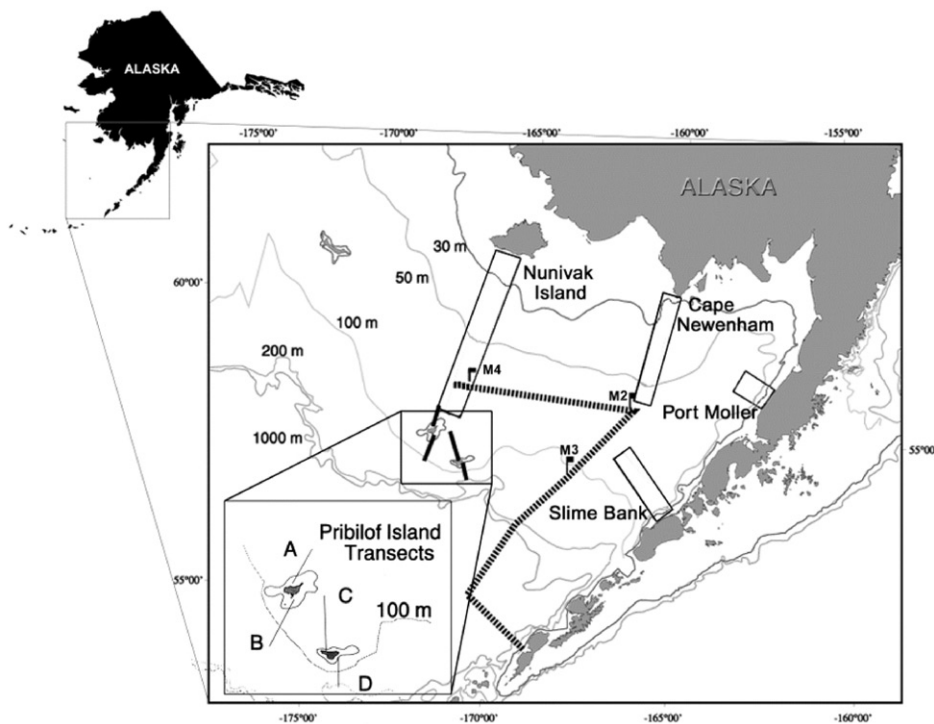 ALASKA
-175°00'
-170°00'
-165°00'
-160°00'
-155°00'
ALASKA
30 m
Nunivak
Island
60°00'
50 m
Cape
Newenham
100 m
200 m
M4
M2
Port Moller
1000 m
M3
55°00'
Slime Bank
Pribilof Island
Transects
A
C
100 m
B
D
55°00'
-175°00'
-170°00'
-165°00'
-160°00'